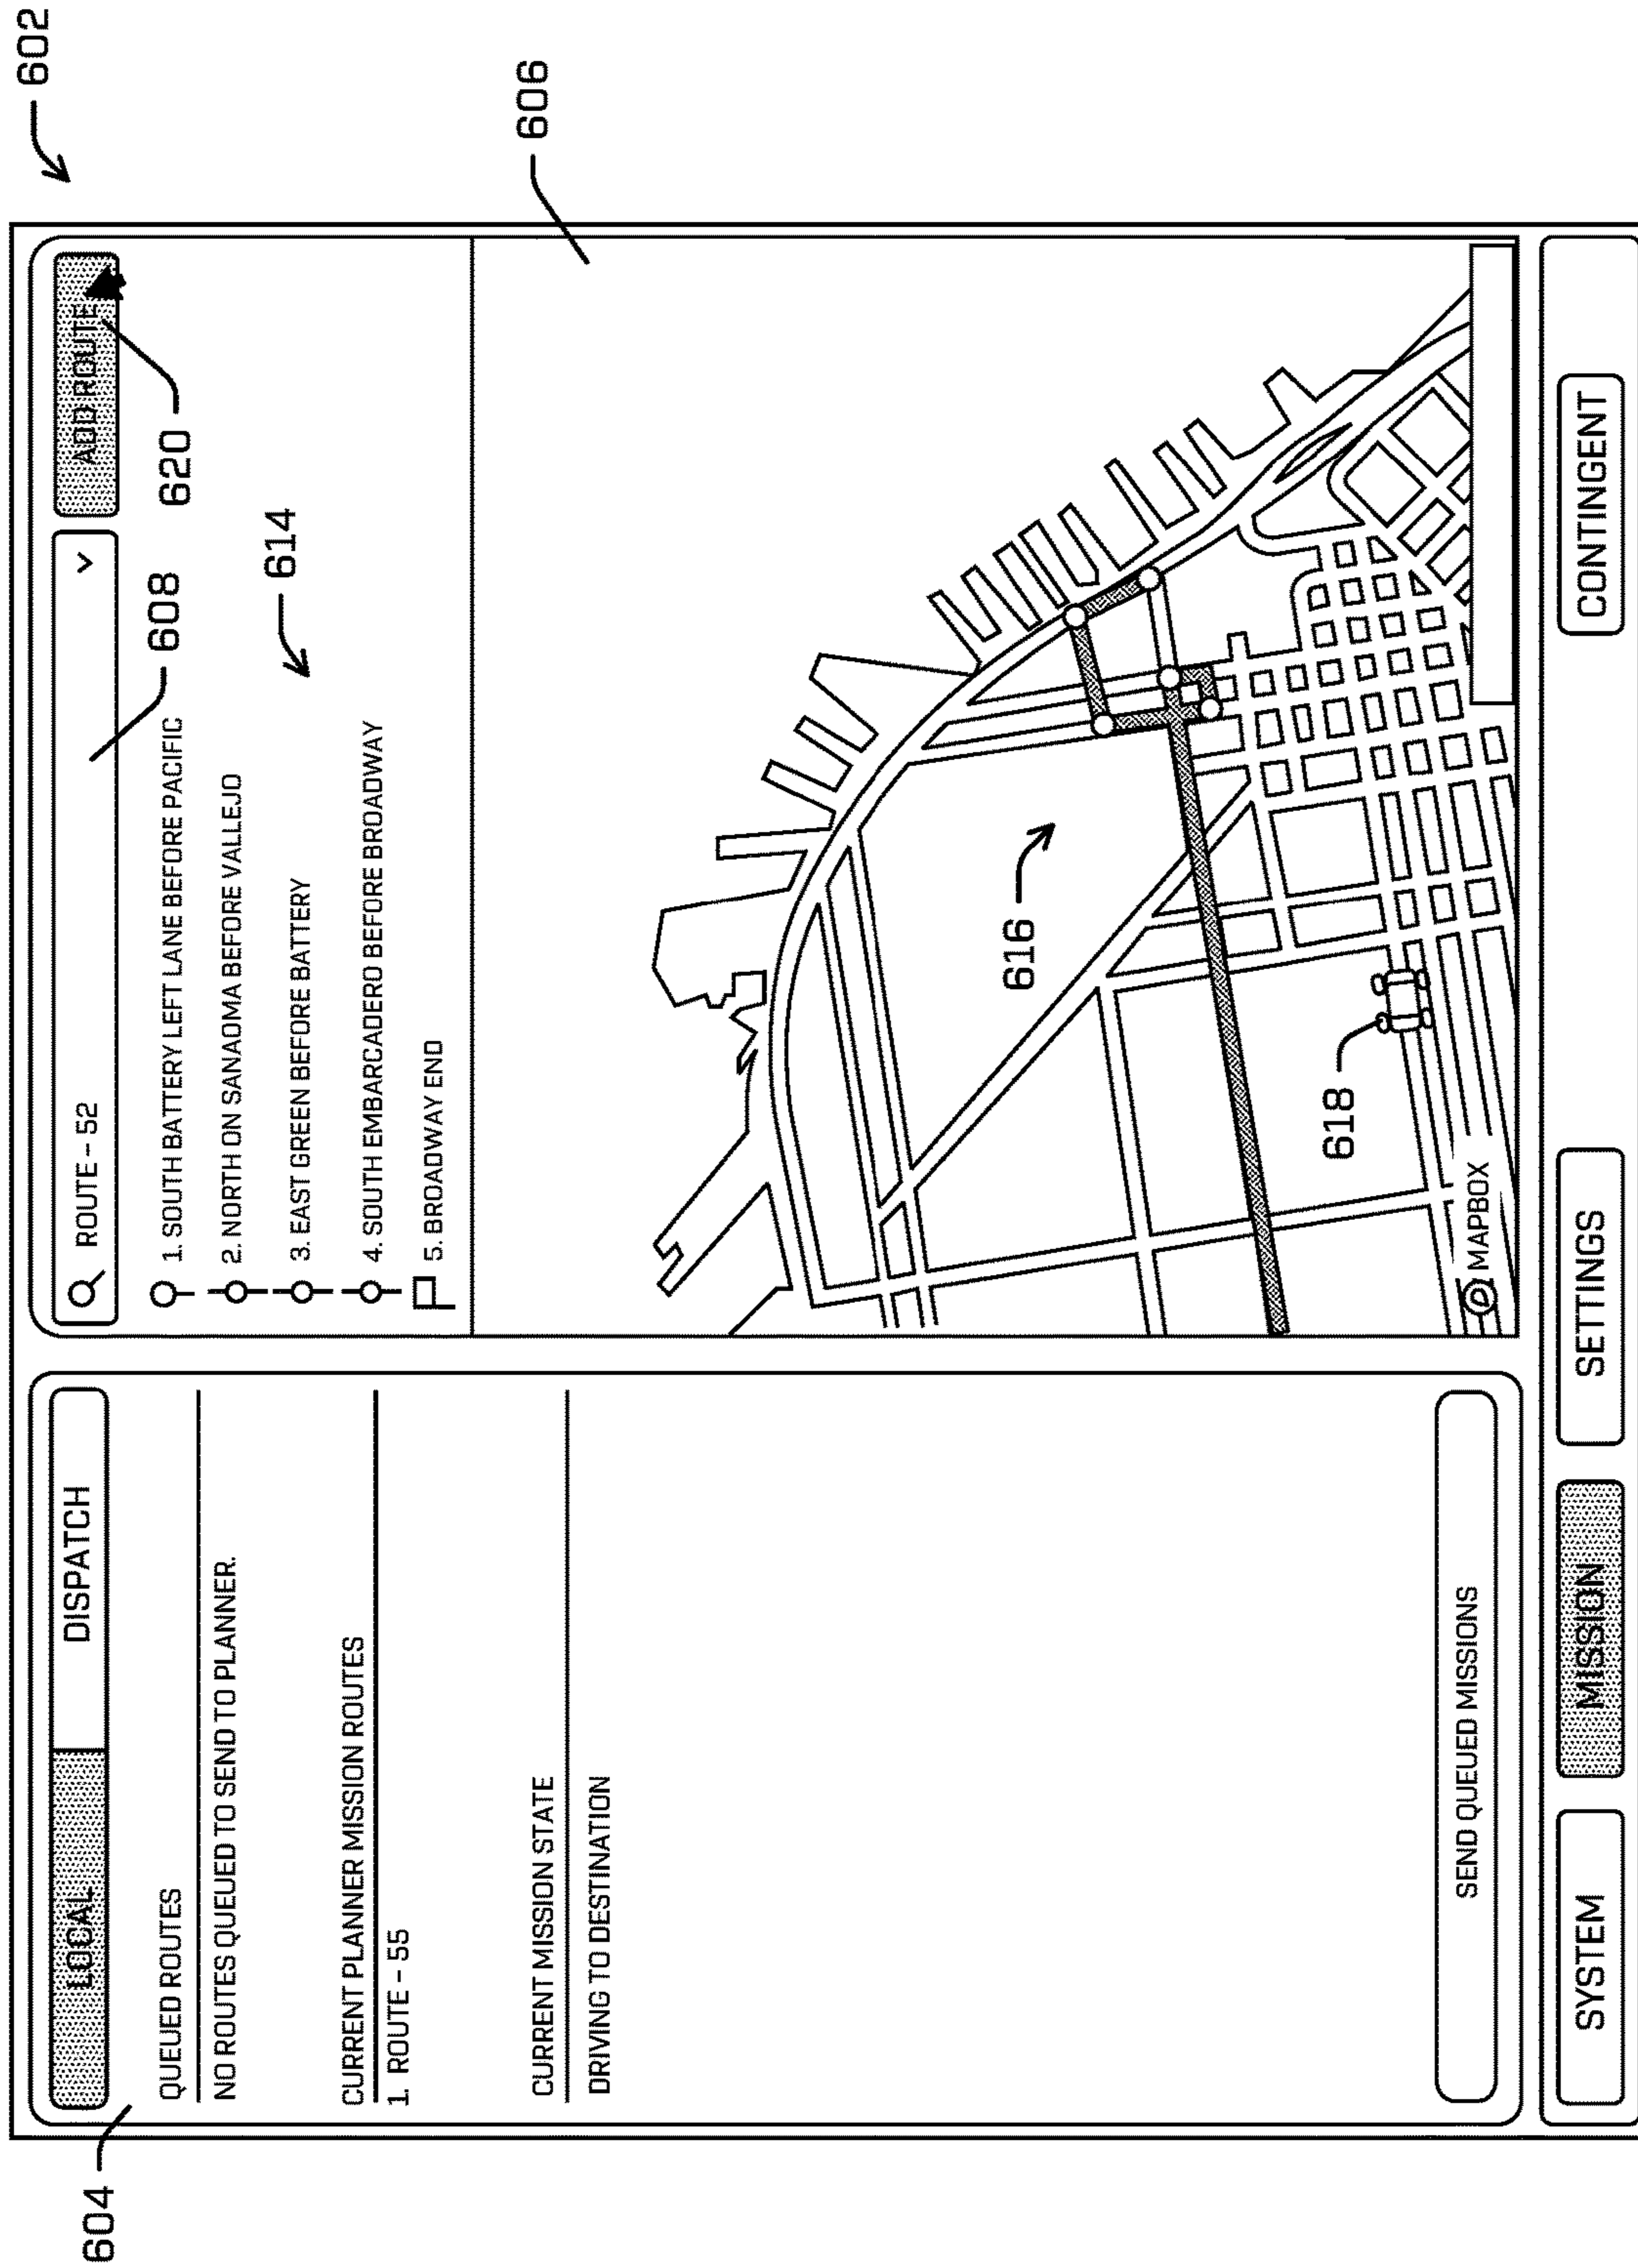 602
604
LOCAL
DISPATCH
QUEUED ROUTES
NO ROUTES QUEUED TO SEND TO PLANNER.
CURRENT PLANNER MISSION ROUTES
1. ROUTE - 55
CURRENT MISSION STATE
DRIVING TO DESTINATION
SEND QUEUED MISSIONS
ROUTE - 52
ADD ROUTE
608
620
1. SOUTH BATTERY LEFT LANE BEFORE PACIFIC
2. NORTH ON SANAOMA BEFORE VALLEJO
3. EAST GREEN BEFORE BATTERY
4. SOUTH EMBARCADERO BEFORE BROADWAY
5. BROADWAY END
614
606
616
618
MAPBOX
SYSTEM
MISSION
SETTINGS
CONTINGENT